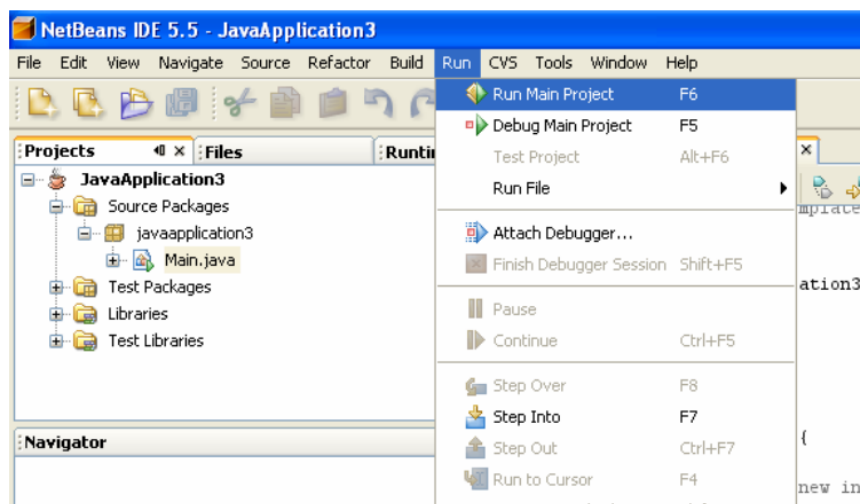 NetBeans IDE 5.5 - JavaApplication3
File Edit View Navigate Source Refactor Build Run CVS Tools Window Help
Run Main Project F6
Debug Main Project F5
Test Project Alt+F6
Run File
Attach Debugger...
Finish Debugger Session Shift+F5
Pause
Continue Ctrl+F5
Step Over F8
Step Into F7
Step Out Ctrl+F7
Run to Cursor F4
Projects Files
JavaApplication3
Source Packages
javaapplication3
Main.java
Test Packages
Libraries
Test Libraries
Navigator
ation3
{
new in